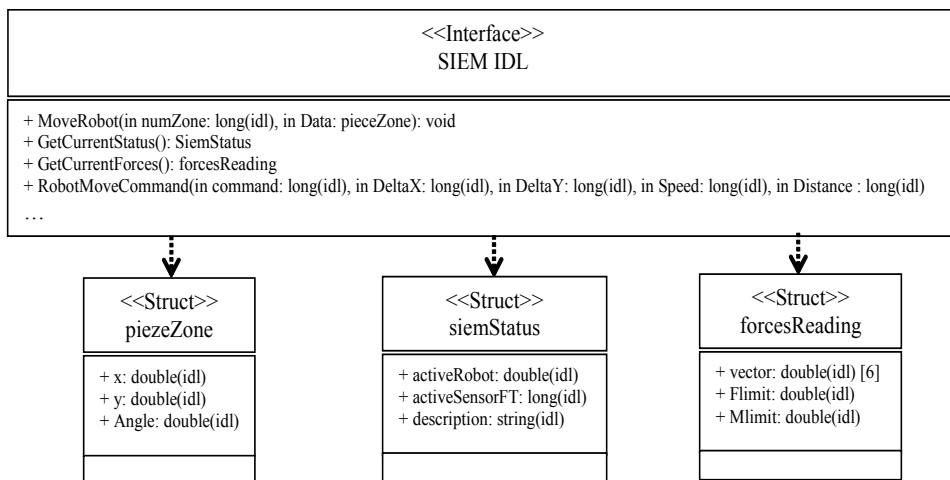 <<Interface>>
SIEM IDL
+ MoveRobot(in numZone: long(idl), in Data: pieceZone): void
+ GetCurrentStatus(): SiemStatus
+ GetCurrentForces(): forcesReading
+ RobotMoveCommand(in command: long(idl), in DeltaX: long(idl), in DeltaY: long(idl), in Speed: long(idl), in Distance : long(idl)
…
<<Struct>>
piezeZone
+ x: double(idl)
+ y: double(idl)
+ Angle: double(idl)
<<Struct>>
siemStatus
+ activeRobot: double(idl)
+ activeSensorFT: long(idl)
+ description: string(idl)
<<Struct>>
forcesReading
+ vector: double(idl) [6]
+ Flimit: double(idl)
+ Mlimit: double(idl)